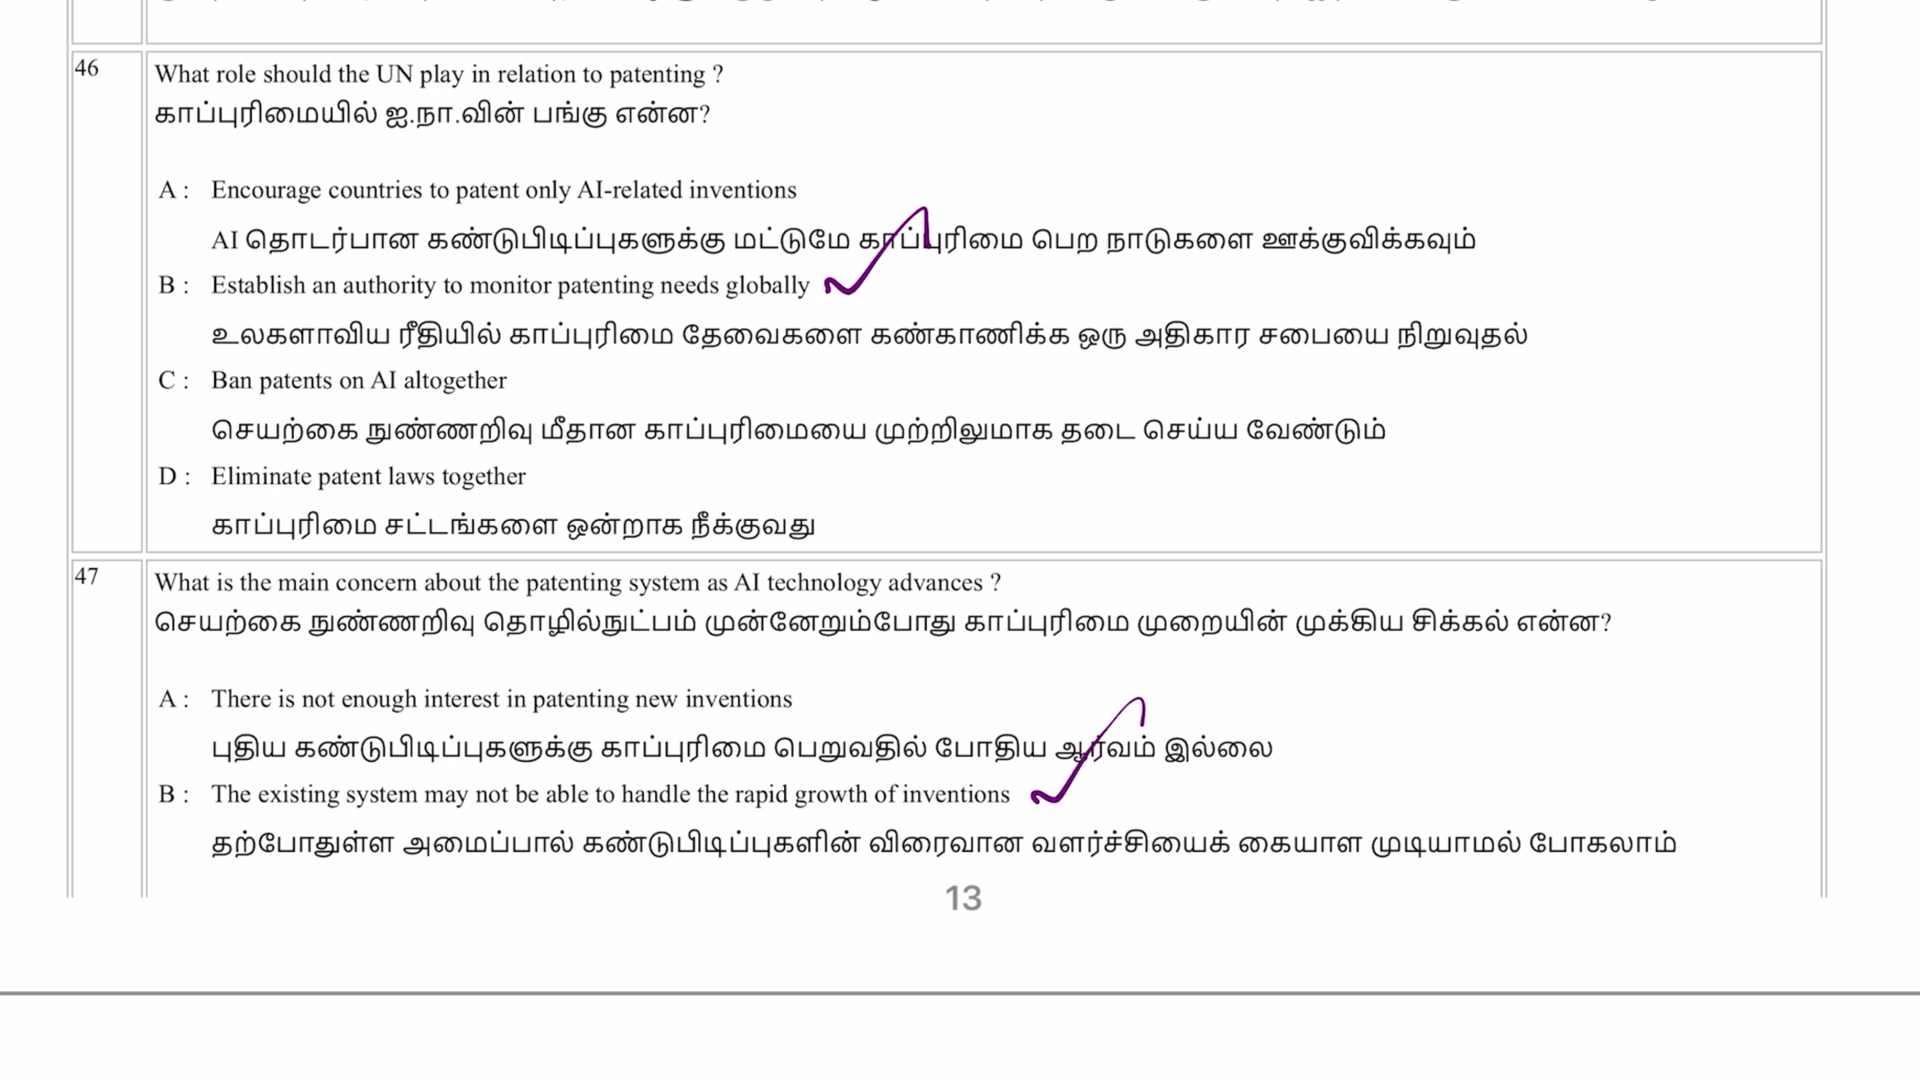 46
What role should the UN play in relation to patenting ?
காப்புரிமையில் ஐ.நா.வின் பங்கு என்ன?
A : Encourage countries to patent only AI-related inventions
AI தொடர்பான கண்டுபிடிப்புகளுக்கு மட்டுமே காப்புரிமை பெற நாடுகளை ஊக்குவிக்கவும்
B : Establish an authority to monitor patenting needs globally
உலகளாவிய ரீதியில் காப்புரிமை தேவைகளை கண்காணிக்க ஒரு அதிகார சபையை நிறுவுதல்
C : Ban patents on AI altogether
செயற்கை நுண்ணறிவு மீதான காப்புரிமையை முற்றிலுமாக தடை செய்ய வேண்டும்
D : Eliminate patent laws together
காப்புரிமை சட்டங்களை ஒன்றாக நீக்குவது
47
What is the main concern about the patenting system as AI technology advances ?
செயற்கை நுண்ணறிவு தொழில்நுட்பம் முன்னேறும்போது காப்புரிமை முறையின் முக்கிய சிக்கல் என்ன?
A : There is not enough interest in patenting new inventions
புதிய கண்டுபிடிப்புகளுக்கு காப்புரிமை பெறுவதில் போதிய ஆர்வம் இல்லை
B : The existing system may not be able to handle the rapid growth of inventions
தற்போதுள்ள அமைப்பால் கண்டுபிடிப்புகளின் விரைவான வளர்ச்சியைக் கையாள முடியாமல் போகலாம்
13